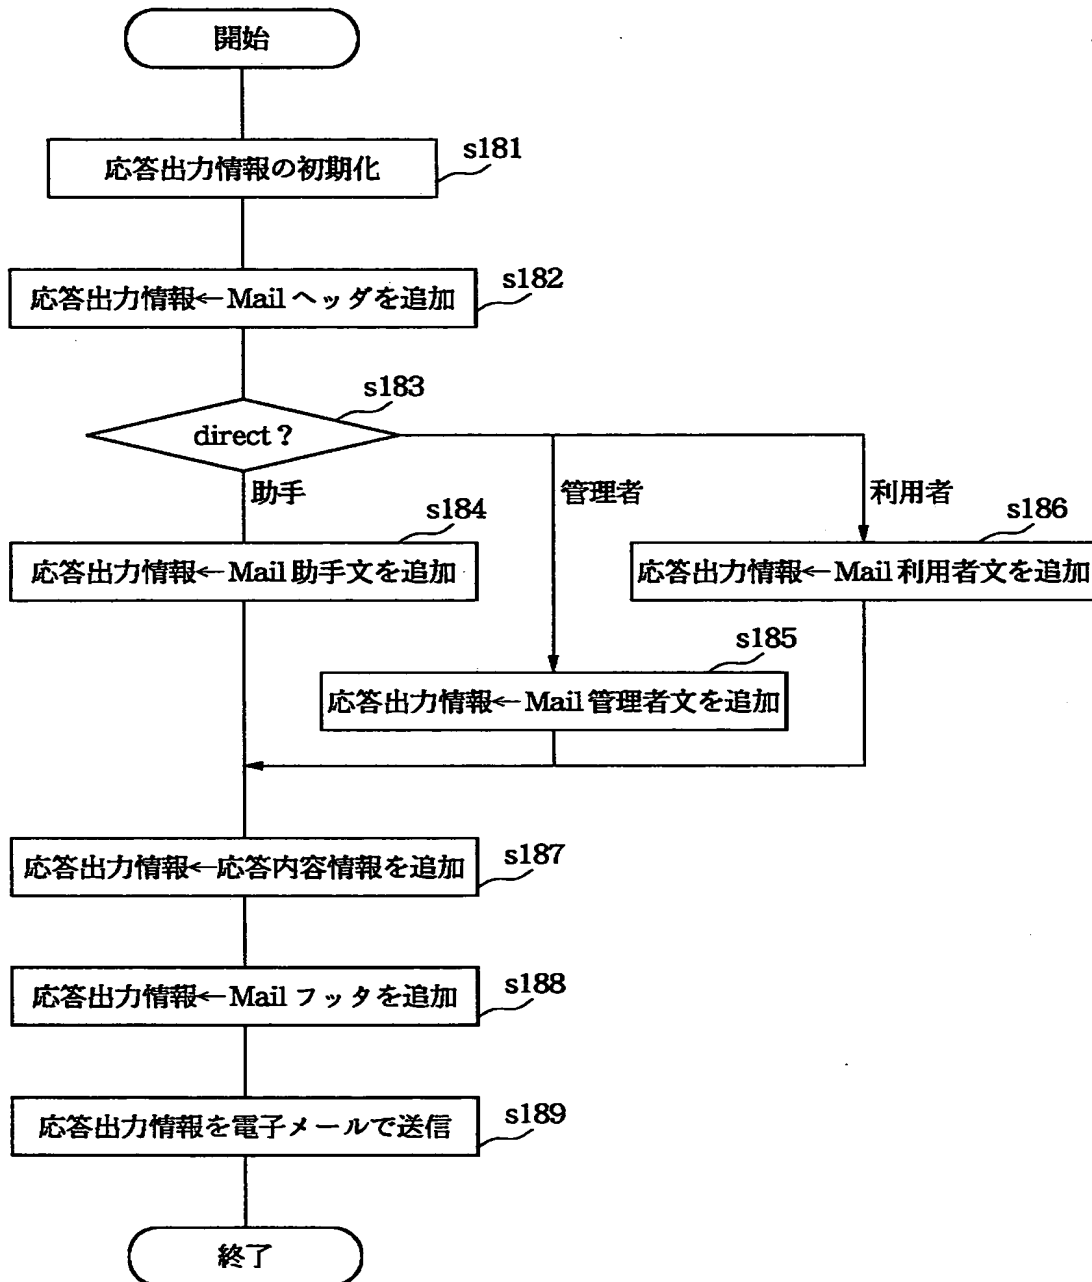 開始
応答出力情報の初期化
s181
応答出力情報←Mailヘッダを追加
s182
direct？
s183
助手
管理者
利用者
応答出力情報←Mail助手文を追加
s184
応答出力情報←Mail利用者文を追加
s186
応答出力情報←Mail管理者文を追加
s185
応答出力情報←応答内容情報を追加
s187
応答出力情報←Mailフッタを追加
s188
応答出力情報を電子メールで送信
s189
終了